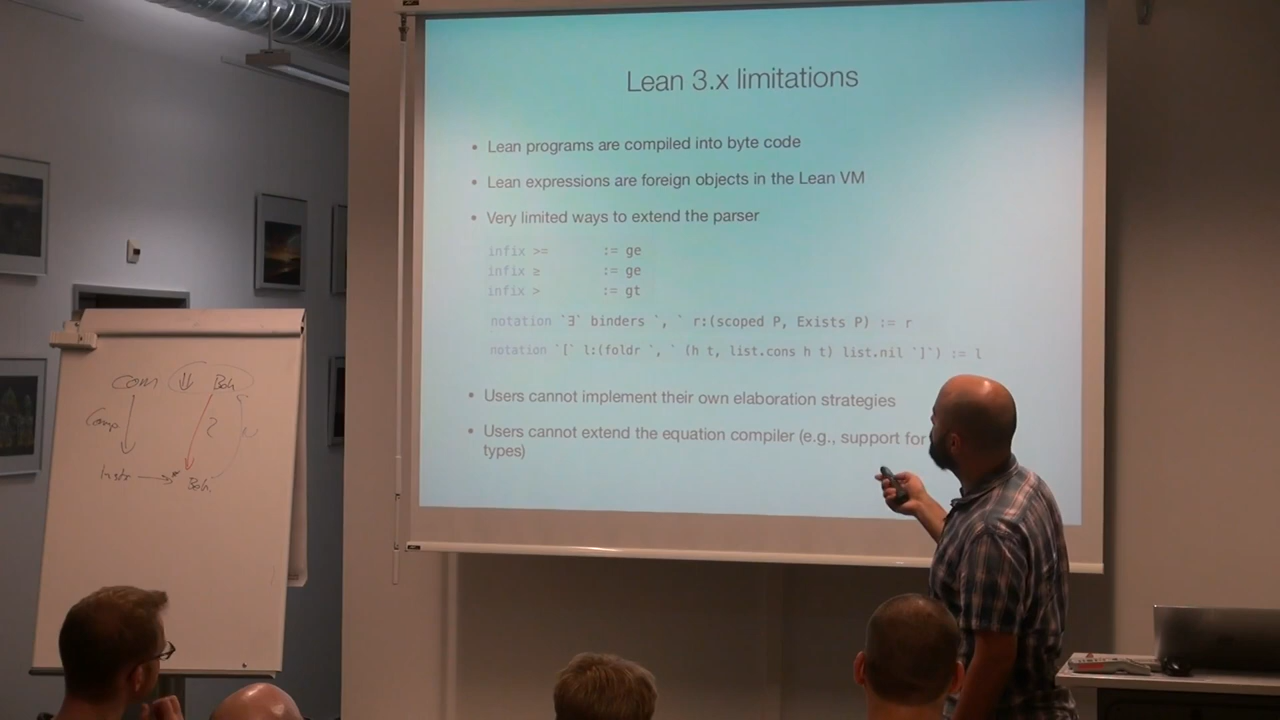 Lean 3.x limitations
• Lean programs are compiled into byte code
• Lean expressions are foreign objects in the Lean VM
• Very limited ways to extend the parser
infix >= := ge
infix ≥ := ge
infix > := gt
notation `∃` binders `, ` r:(scoped P, Exists P) := r
notation `[` l:(foldr `, ` (h t, list.cons h t) list.nil `]`) := l
• Users cannot implement their own elaboration strategies
• Users cannot extend the equation compiler (e.g., support for
types)
com ⇓ Beh
Comp
Instr → Beh